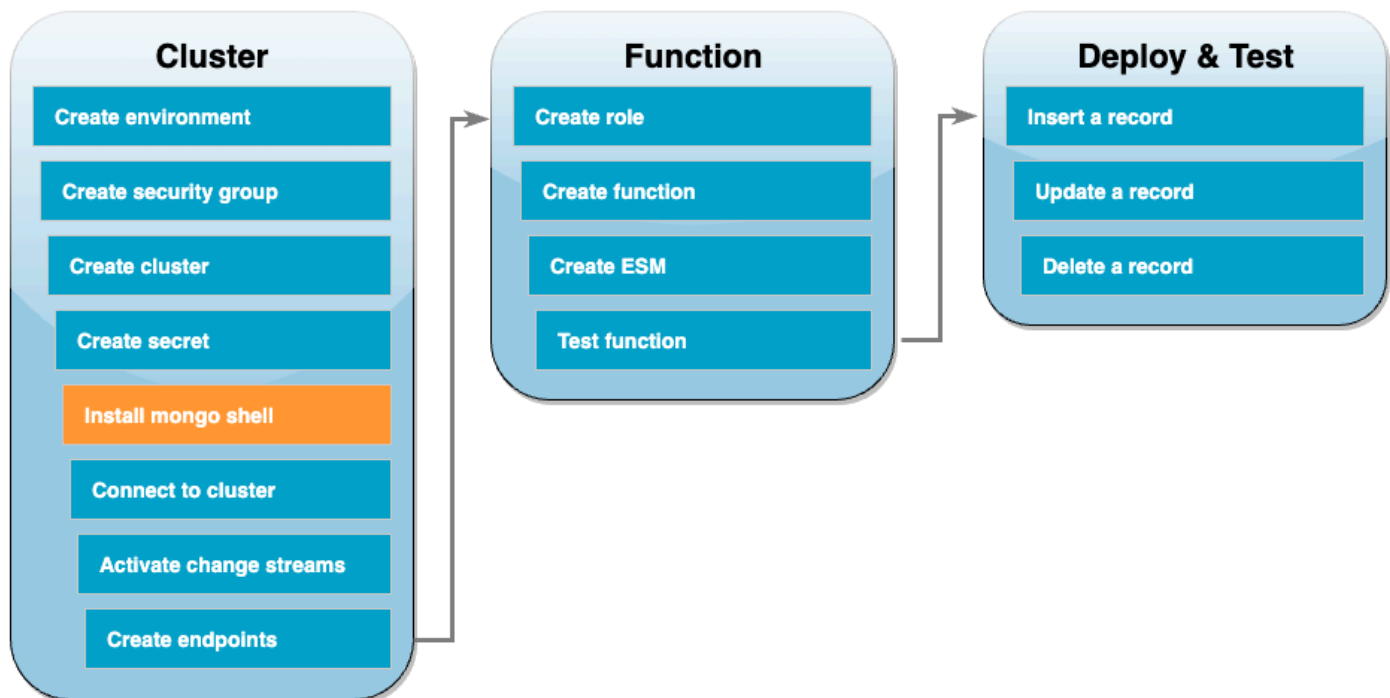 Cluster
Create environment
Create security group
Create cluster
Create secret
Install mongo shell
Connect to cluster
Activate change streams
Create endpoints
Function
Create role
Create function
Create ESM
Test function
Deploy & Test
Insert a record
Update a record
Delete a record